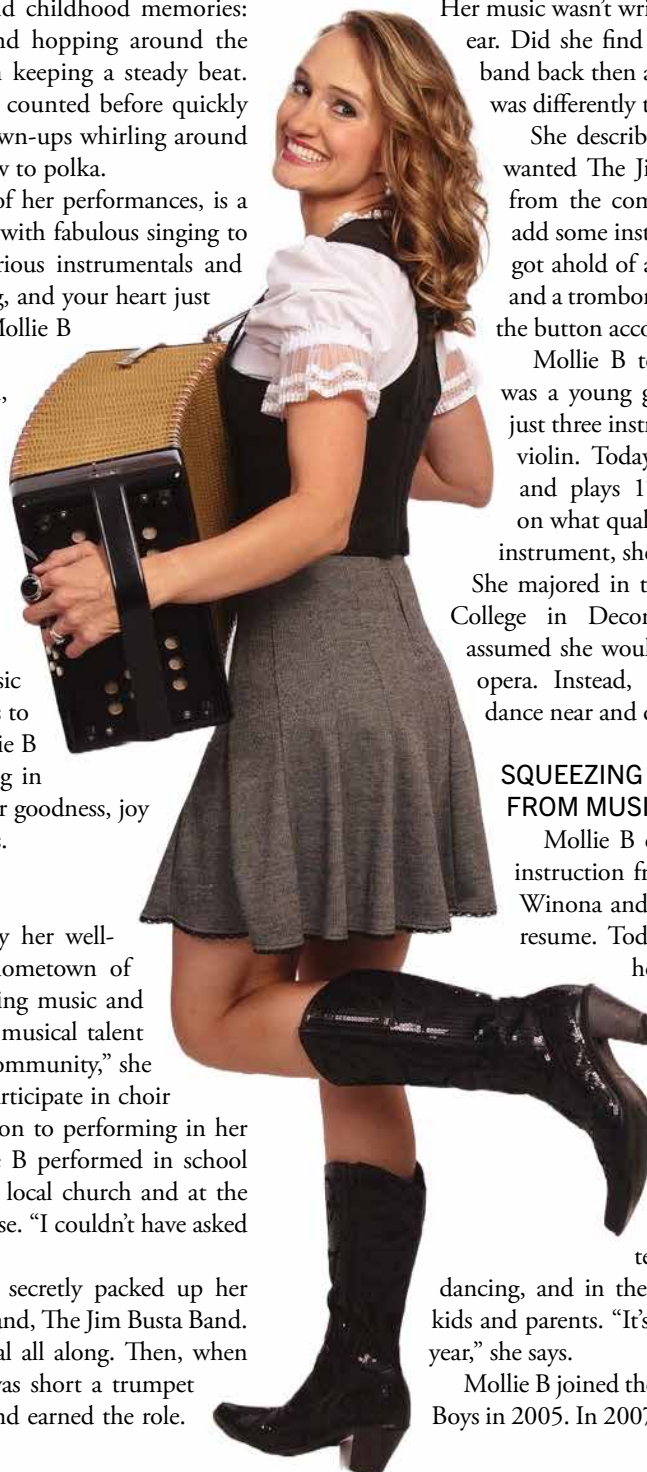 d childhood memories:
nd hopping around the
n keeping a steady beat.
counted before quickly
wn-ups whirling around
w to polka.
of her performances, is a
with fabulous singing to
rious instrumentals and
g, and your heart just
Mollie B
sic
s to
ie B
g in
r goodness, joy
s.
y her well-
hometown of
ing music and
musical talent
ommunity,” she
articipate in choir
on to performing in her
e B performed in school
local church and at the
se. “I couldn’t have asked
secretly packed up her
and, The Jim Busta Band.
al all along. Then, when
was short a trumpet
nd earned the role.
Her music wasn’t wri
ear. Did she find
band back then a
was differently t
She describ
wanted The Ji
from the com
add some inst
got ahold of a
and a trombor
the button acco
Mollie B to
was a young g
just three instr
violin. Today
and plays 1
on what qual
instrument, she
She majored in t
College in Decor
assumed she woul
opera. Instead,
dance near and c
SQUEEZING
FROM MUSI
Mollie B c
instruction fr
Winona and
resume. Tod
he
te
dancing, and in the
kids and parents. “It’s
year,” she says.
Mollie B joined the
Boys in 2005. In 2007